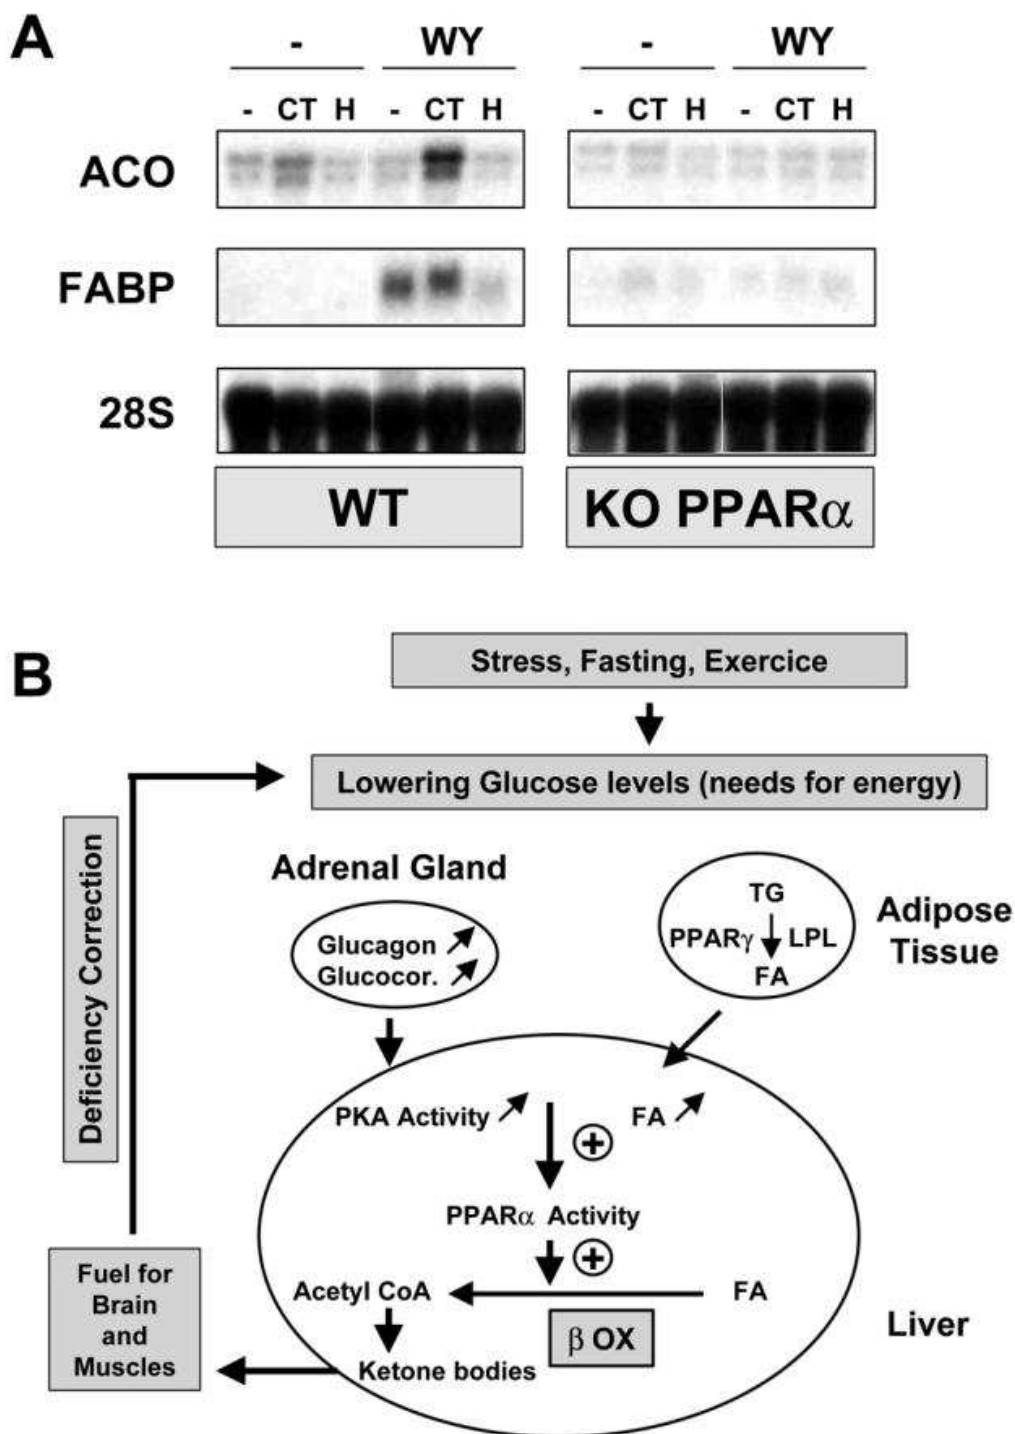 A
- WY - WY
- CT H - CT H - CT H - CT H
ACO
FABP
28S
WT KO PPARα
B
Stress, Fasting, Exercice
Lowering Glucose levels (needs for energy)
Deficiency Correction
Adrenal Gland
Glucagon
Glucocor.
TG
PPARγ LPL
FA
Adipose
Tissue
PKA Activity FA
+
PPARα Activity
+
Acetyl CoA FA
β OX
Ketone bodies
Liver
Fuel for
Brain
and
Muscles